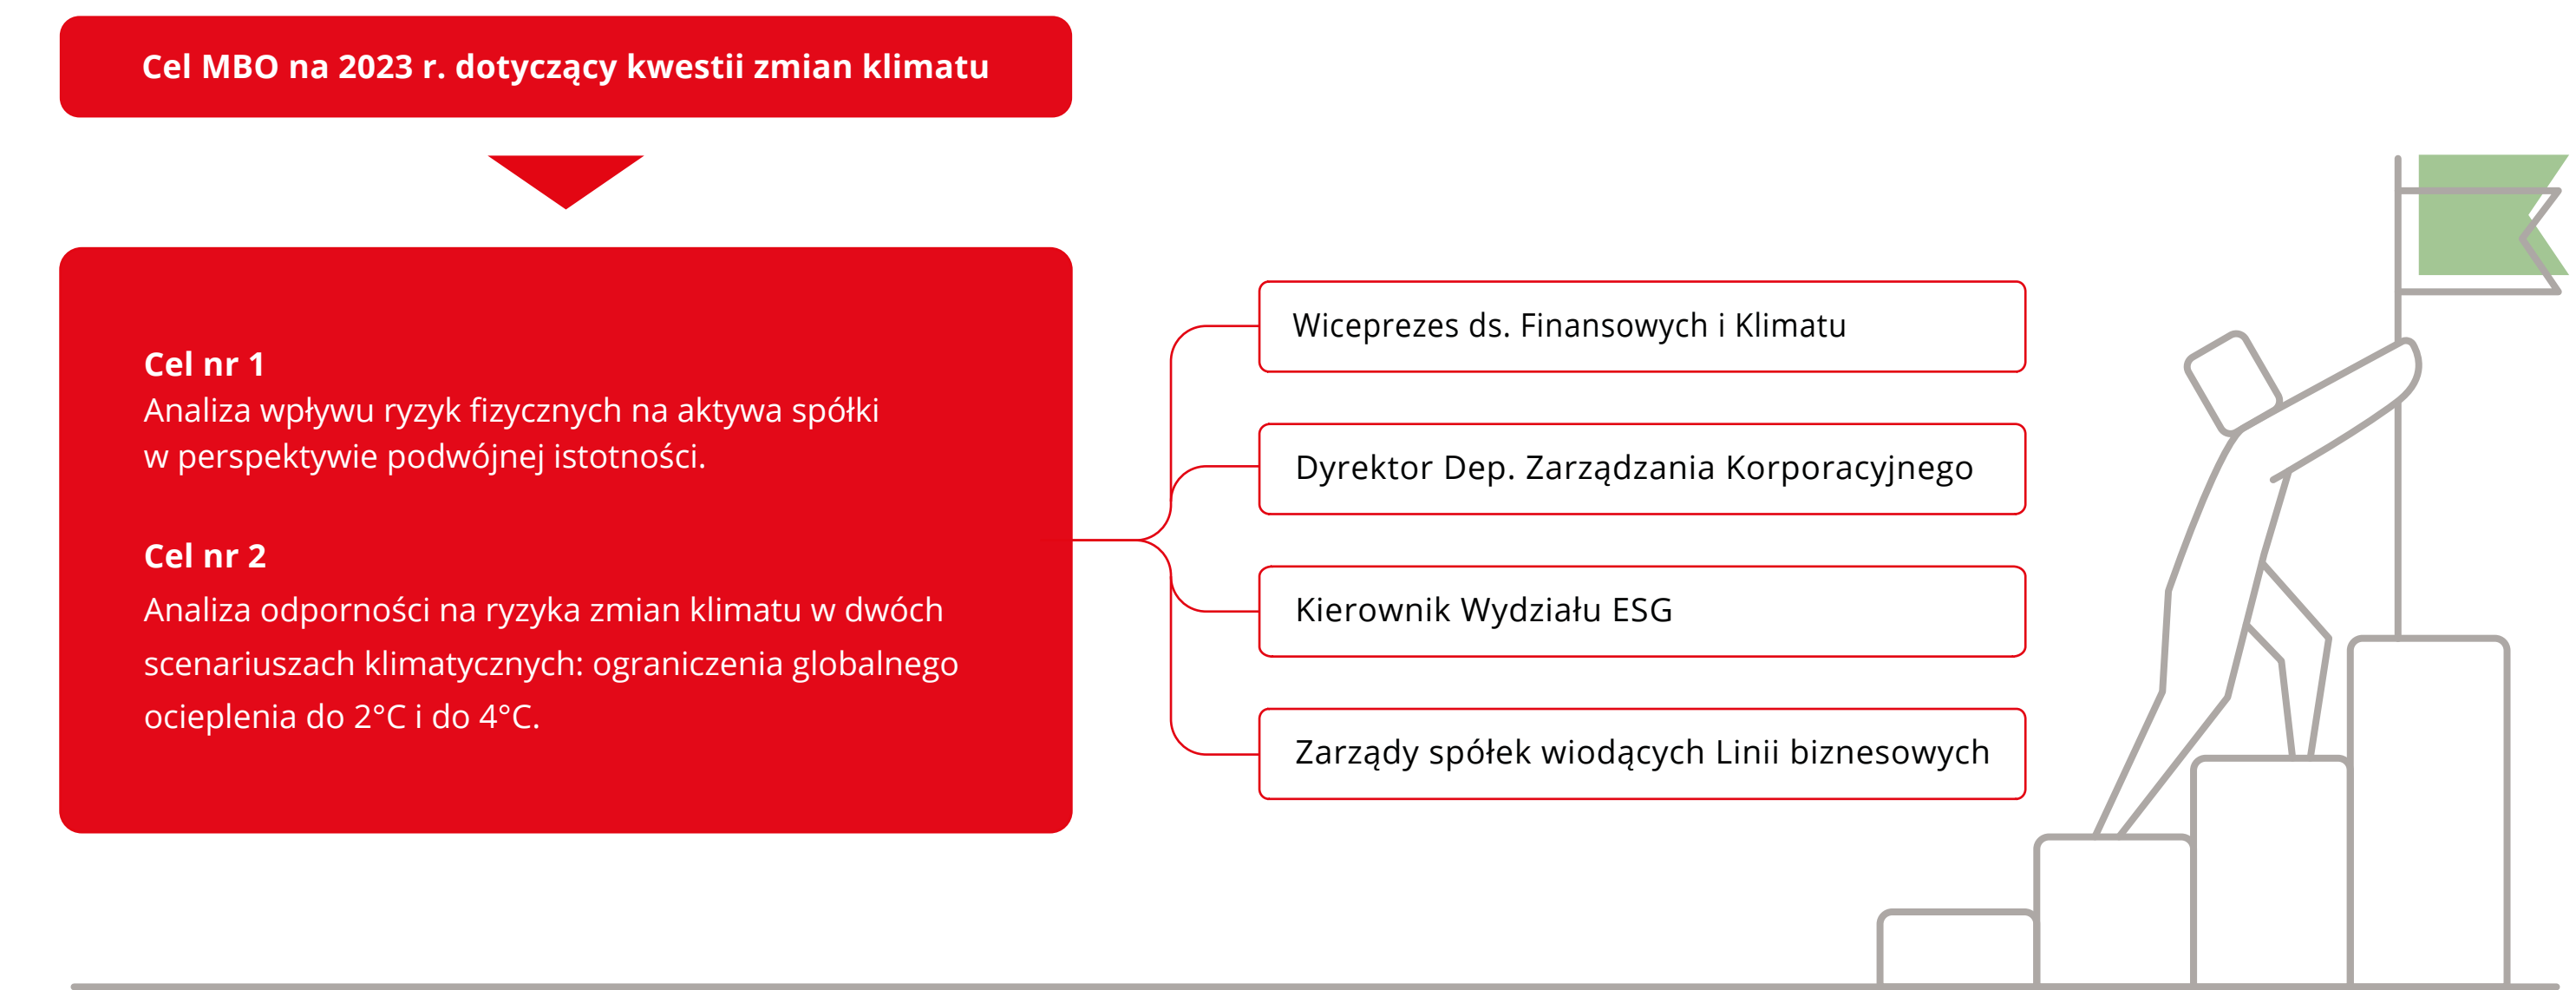 Cel MBO na 2023 r. dotyczący kwestii zmian klimatu
Cel nr 1
Analiza wpływu ryzyk fizycznych na aktywa spółki
w perspektywie podwójnej istotności.
Cel nr 2
Analiza odporności na ryzyka zmian klimatu w dwóch
scenariuszach klimatycznych: ograniczenia globalnego
ocieplenia do 2°C i do 4°C.
Wiceprezes ds. Finansowych i Klimatu
Dyrektor Dep. Zarządzania Korporacyjnego
Kierownik Wydziału ESG
Zarządy spółek wiodących Linii biznesowych